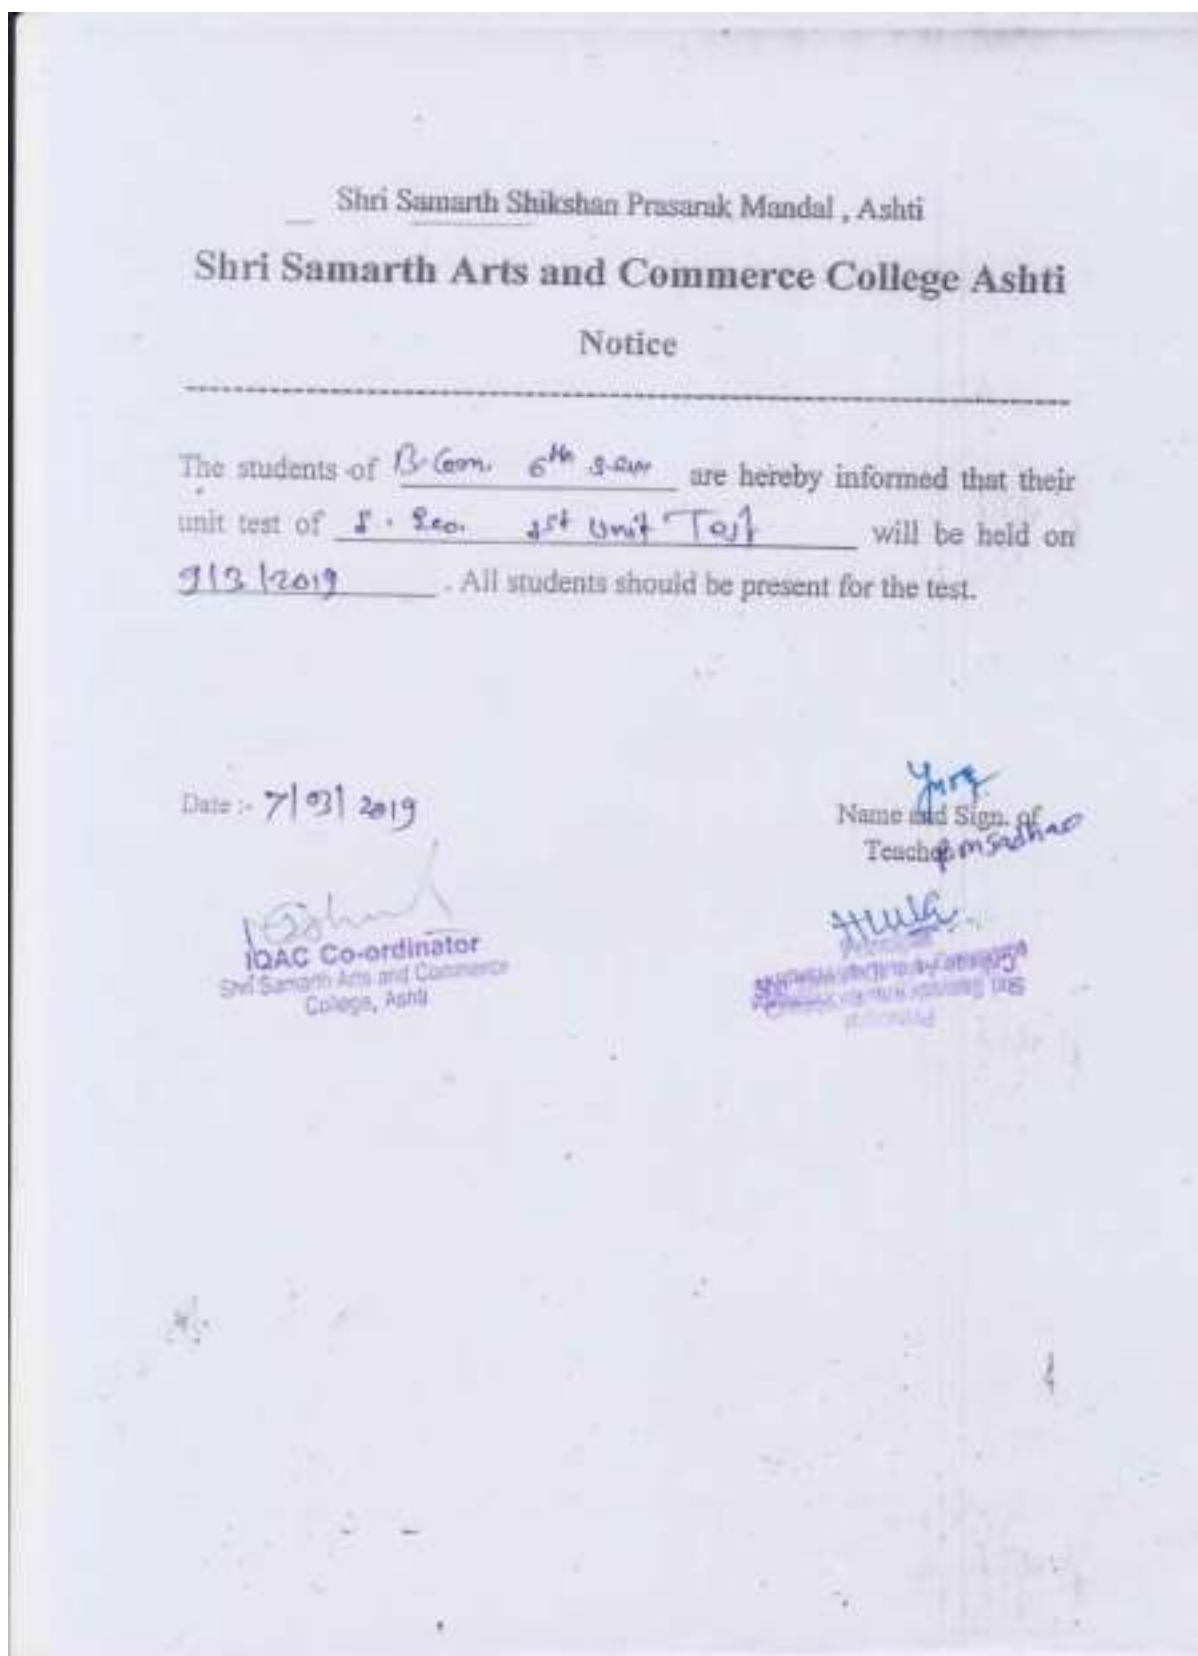 Shri Samarth Shikshan Prasarak Mandal , Ashti
Shri Samarth Arts and Commerce College Ashti
Notice
The students of B.Com. 6th sem are hereby informed that their
unit test of 1st Unit Test will be held on
9/3/2019 . All students should be present for the test.
Date :- 7/03/2019
Name and Sign. of
Teacher
IQAC Co-ordinator
Shri Samarth Arts and Commerce
College, Ashti
Principal